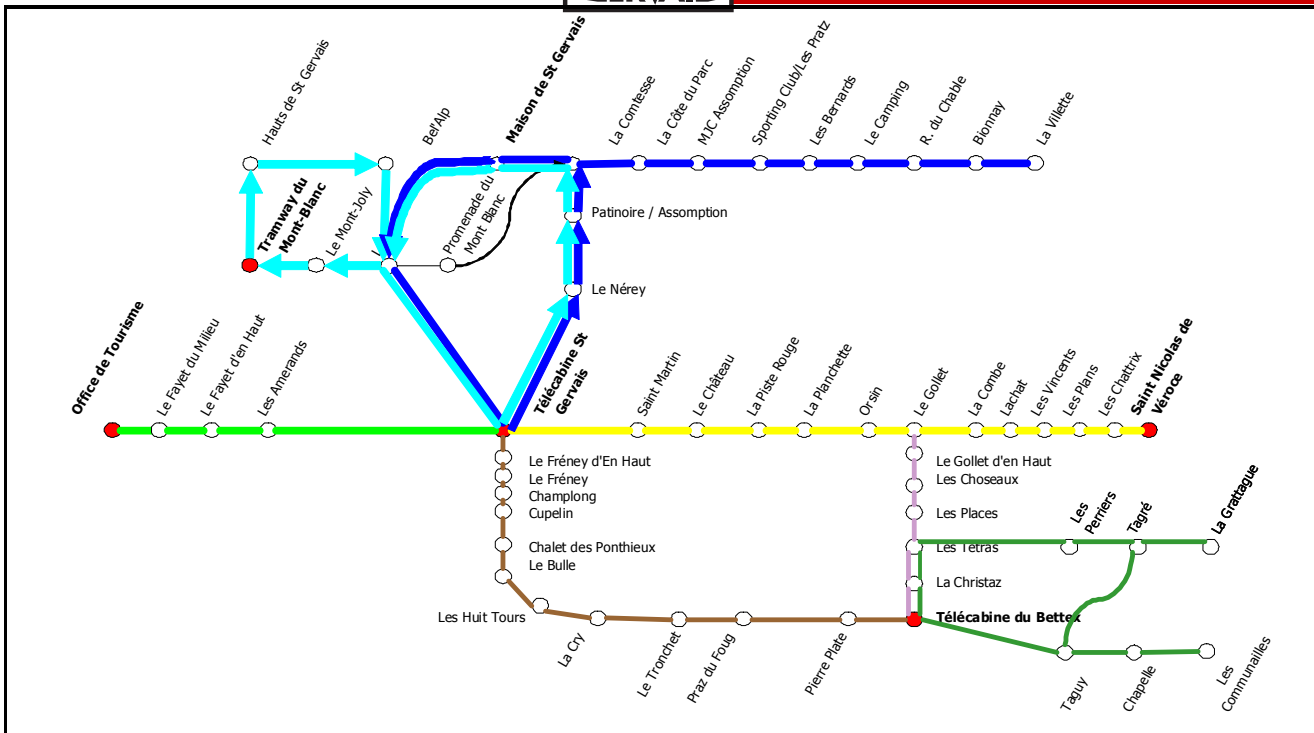 Hauts de St Gervais
Bel'Alp
Maison de St Gervais
La Comtesse
La Côte du Parc
MJC Assomption
Sporting Club/Les Pratz
Les Bernards
Le Camping
R. du Chable
Bionnay
La Villette
Tramway du
Mont-Blanc
Le Mont-Joly
Promenade du
Mont Blanc
Patinoire / Assomption
Le Nérey
Office de Tourisme
Le Fayet du Milieu
Le Fayet d'en Haut
Les Amerands
Télécabine St
Gervais
Saint Martin
Le Château
La Piste Rouge
La Planchette
Orsin
Le Gollet
La Combe
Lachat
Les Vincents
Les Plans
Les Chattrix
Saint Nicolas de
Véroce
Le Fréney d'En Haut
Le Fréney
Champlong
Cupelin
Chalet des Ponthieux
Le Bulle
Les Huit Tours
La Cry
Le Tronchet
Praz du Foug
Pierre Plate
Le Gollet d'en Haut
Les Choseaux
Les Places
Les Tétras
La Christaz
Télécabine du Bettex
Les
Perriers
Tagré
La Grattague
Taguy
Chapelle
Les
Communailles